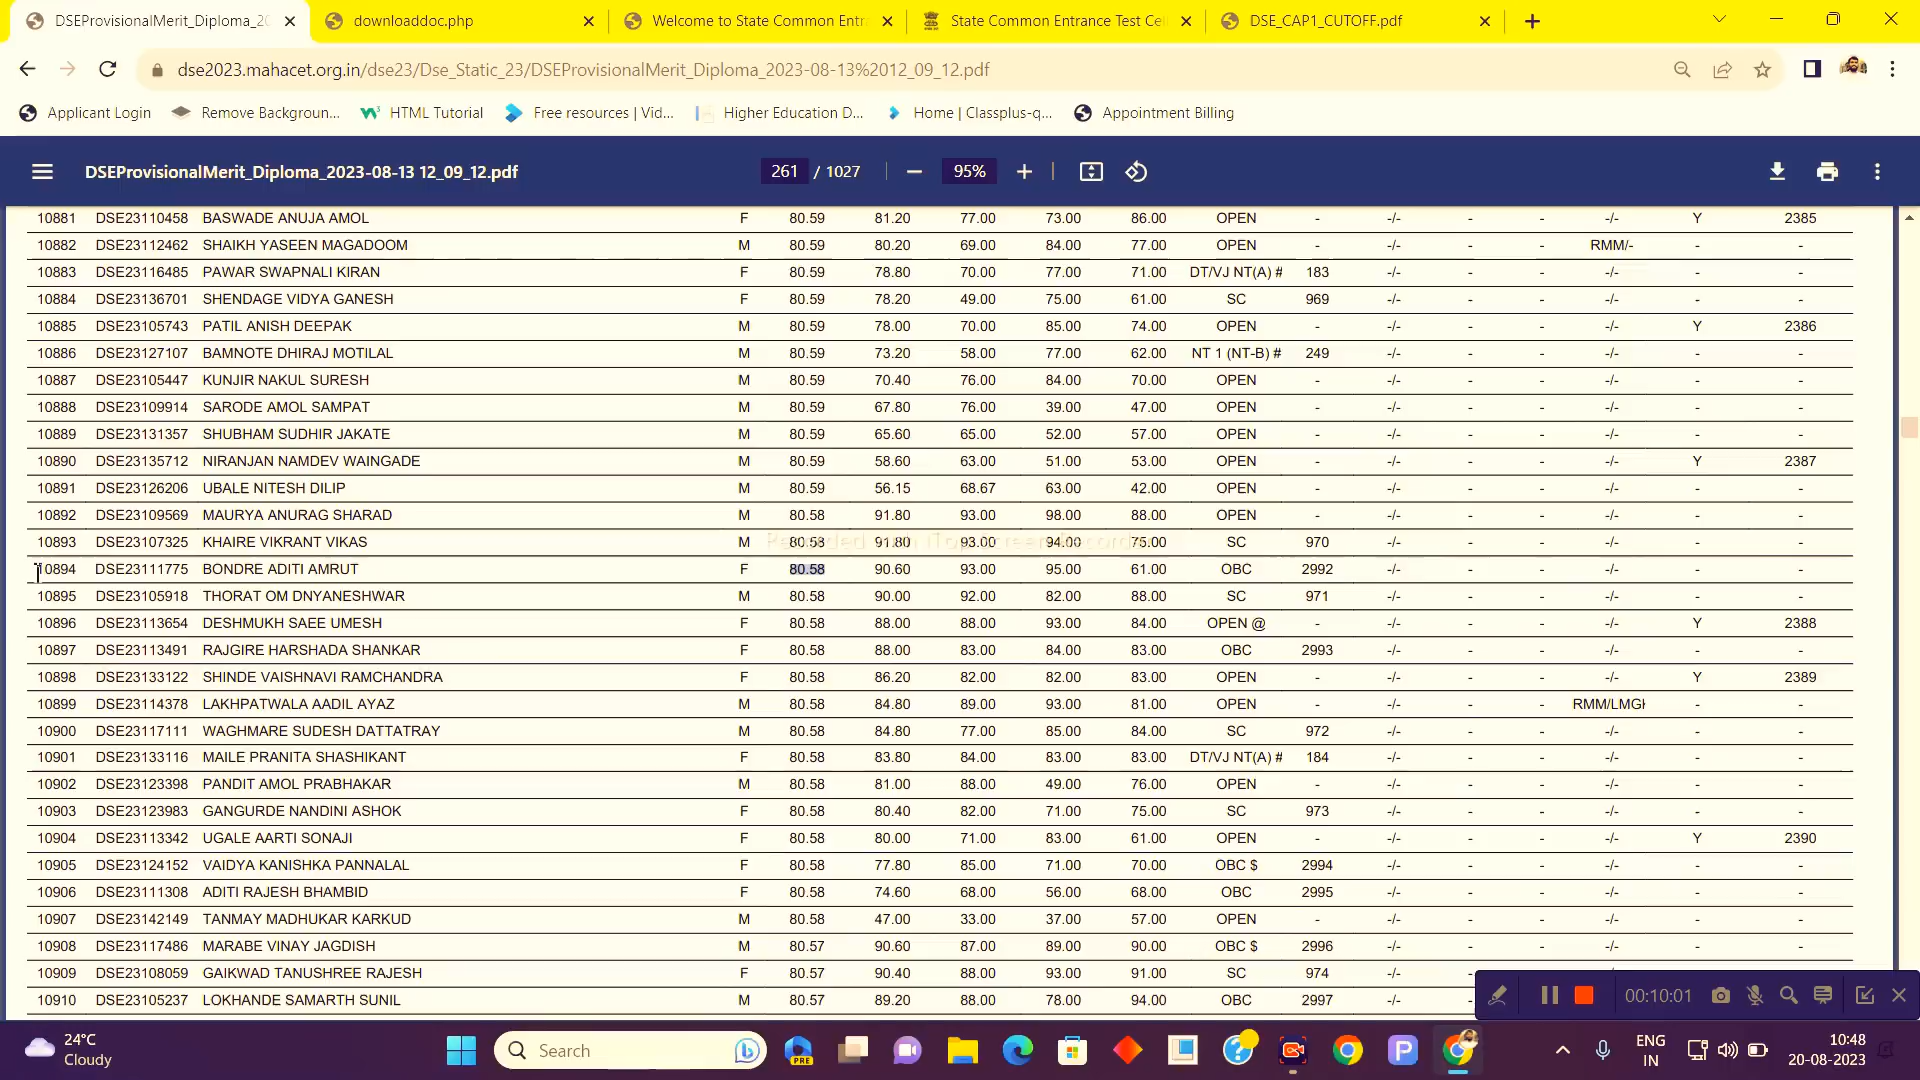 DSEProvisionalMerit_Diploma_20
downloaddoc.php
Welcome to State Common Entra
State Common Entrance Test Cel
DSE_CAP1_CUTOFF.pdf
dse2023.mahacet.org.in/dse23/Dse_Static_23/DSEProvisionalMerit_Diploma_2023-08-13%2012_09_12.pdf
Applicant Login
Remove Backgroun...
HTML Tutorial
Free resources | Vid...
Higher Education D...
Home | Classplus-q...
Appointment Billing
DSEProvisionalMerit_Diploma_2023-08-13 12_09_12.pdf
261 / 1027
95%
10881 DSE23110458 BASWADE ANUJA AMOL F 80.59 81.20 77.00 73.00 86.00 OPEN - -/- - - -/- Y 2385
10882 DSE23112462 SHAIKH YASEEN MAGADOOM M 80.59 80.20 69.00 84.00 77.00 OPEN - -/- - - RMM/- - -
10883 DSE23116485 PAWAR SWAPNALI KIRAN F 80.59 78.80 70.00 77.00 71.00 DT/VJ NT(A) # 183 -/- - - -/- - -
10884 DSE23136701 SHENDAGE VIDYA GANESH F 80.59 78.20 49.00 75.00 61.00 SC 969 -/- - - -/- - -
10885 DSE23105743 PATIL ANISH DEEPAK M 80.59 78.00 70.00 85.00 74.00 OPEN - -/- - - -/- Y 2386
10886 DSE23127107 BAMNOTE DHIRAJ MOTILAL M 80.59 73.20 58.00 77.00 62.00 NT 1 (NT-B) # 249 -/- - - -/- - -
10887 DSE23105447 KUNJIR NAKUL SURESH M 80.59 70.40 76.00 84.00 70.00 OPEN - -/- - - -/- - -
10888 DSE23109914 SARODE AMOL SAMPAT M 80.59 67.80 76.00 39.00 47.00 OPEN - -/- - - -/- - -
10889 DSE23131357 SHUBHAM SUDHIR JAKATE M 80.59 65.60 65.00 52.00 57.00 OPEN - -/- - - -/- - -
10890 DSE23135712 NIRANJAN NAMDEV WAINGADE M 80.59 58.60 63.00 51.00 53.00 OPEN - -/- - - -/- Y 2387
10891 DSE23126206 UBALE NITESH DILIP M 80.59 56.15 68.67 63.00 42.00 OPEN - -/- - - -/- - -
10892 DSE23109569 MAURYA ANURAG SHARAD M 80.58 91.80 93.00 98.00 88.00 OPEN - -/- - - -/- - -
10893 DSE23107325 KHAIRE VIKRANT VIKAS M 80.58 91.80 93.00 94.00 75.00 SC 970 -/- - - -/- - -
Recorded with iTop Screen Recorder
10894 DSE23111775 BONDRE ADITI AMRUT F 80.58 90.60 93.00 95.00 61.00 OBC 2992 -/- - - -/- - -
10895 DSE23105918 THORAT OM DNYANESHWAR M 80.58 90.00 92.00 82.00 88.00 SC 971 -/- - - -/- - -
10896 DSE23113654 DESHMUKH SAEE UMESH F 80.58 88.00 88.00 93.00 84.00 OPEN @ - -/- - - -/- Y 2388
10897 DSE23113491 RAJGIRE HARSHADA SHANKAR F 80.58 88.00 83.00 84.00 83.00 OBC 2993 -/- - - -/- - -
10898 DSE23133122 SHINDE VAISHNAVI RAMCHANDRA F 80.58 86.20 82.00 82.00 83.00 OPEN - -/- - - -/- Y 2389
10899 DSE23114378 LAKHPATWALA AADIL AYAZ M 80.58 84.80 89.00 93.00 81.00 OPEN - -/- - - RMM/LMGI - -
10900 DSE23117111 WAGHMARE SUDESH DATTATRAY M 80.58 84.80 77.00 85.00 84.00 SC 972 -/- - - -/- - -
10901 DSE23133116 MAILE PRANITA SHASHIKANT F 80.58 83.80 84.00 83.00 83.00 DT/VJ NT(A) # 184 -/- - - -/- - -
10902 DSE23123398 PANDIT AMOL PRABHAKAR M 80.58 81.00 88.00 49.00 76.00 OPEN - -/- - - -/- - -
10903 DSE23123983 GANGURDE NANDINI ASHOK F 80.58 80.40 82.00 71.00 75.00 SC 973 -/- - - -/- - -
10904 DSE23113342 UGALE AARTI SONAJI F 80.58 80.00 71.00 83.00 61.00 OPEN - -/- - - -/- Y 2390
10905 DSE23124152 VAIDYA KANISHKA PANNALAL F 80.58 77.80 85.00 71.00 70.00 OBC $ 2994 -/- - - -/- - -
10906 DSE23111308 ADITI RAJESH BHAMBID F 80.58 74.60 68.00 56.00 68.00 OBC 2995 -/- - - -/- - -
10907 DSE23142149 TANMAY MADHUKAR KARKUD M 80.58 47.00 33.00 37.00 57.00 OPEN - -/- - - -/- - -
10908 DSE23117486 MARABE VINAY JAGDISH M 80.57 90.60 87.00 89.00 90.00 OBC $ 2996 -/- - - -/- - -
10909 DSE23108059 GAIKWAD TANUSHREE RAJESH F 80.57 90.40 88.00 93.00 91.00 SC 974 -/- - - -/- - -
10910 DSE23105237 LOKHANDE SAMARTH SUNIL M 80.57 89.20 88.00 78.00 94.00 OBC 2997 -/- -
00:10:01
24°C
Cloudy
Search
PRE
ENG
IN
10:48
20-08-2023